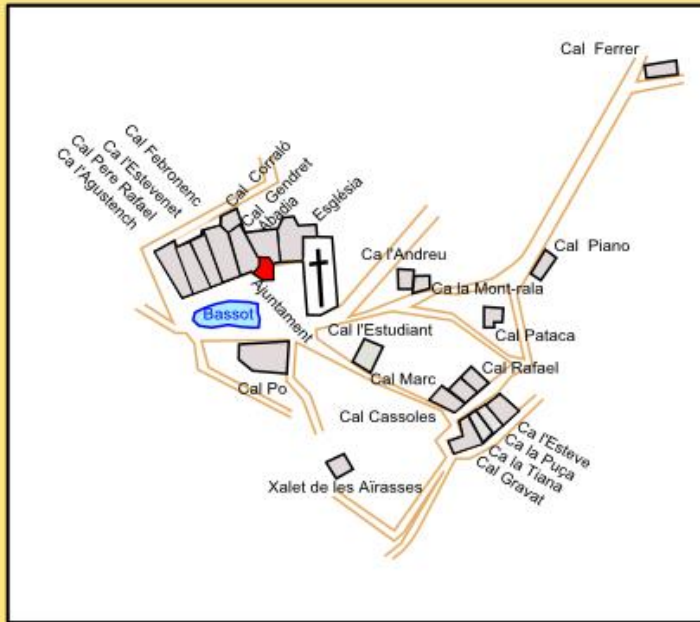 Cal Ferrer
Cal Febronenc
Ca l'Estevenet
Cal Pere Rafael
Ca l'Agustench
Cal Corraló
Cal Gendret
Abadia
Església
Ca l'Andreu
Cal Piano
Ca la Mont-rala
Bassot
Ajuntament
Cal l'Estudiant
Cal Pataca
Cal Marc
Cal Rafael
Cal Po
Cal Cassoles
Ca l'Esteve
Ca la Puça
Ca la Tiana
Cal Gravat
Xalet de les Aïrasses